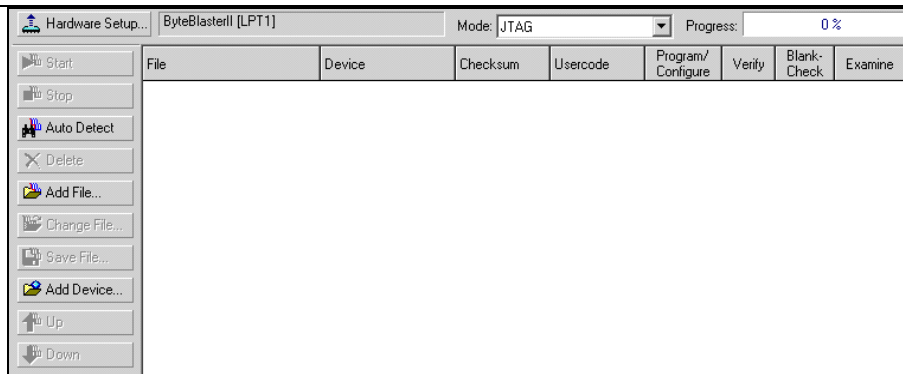 Hardware Setup... ByteBlasterII [LPT1] Mode: JTAG Progress: 0 %
Start
File Device Checksum Usercode Program/ Configure Verify Blank- Check Examine
Stop
Auto Detect
Delete
Add File...
Change File...
Save File...
Add Device...
Up
Down